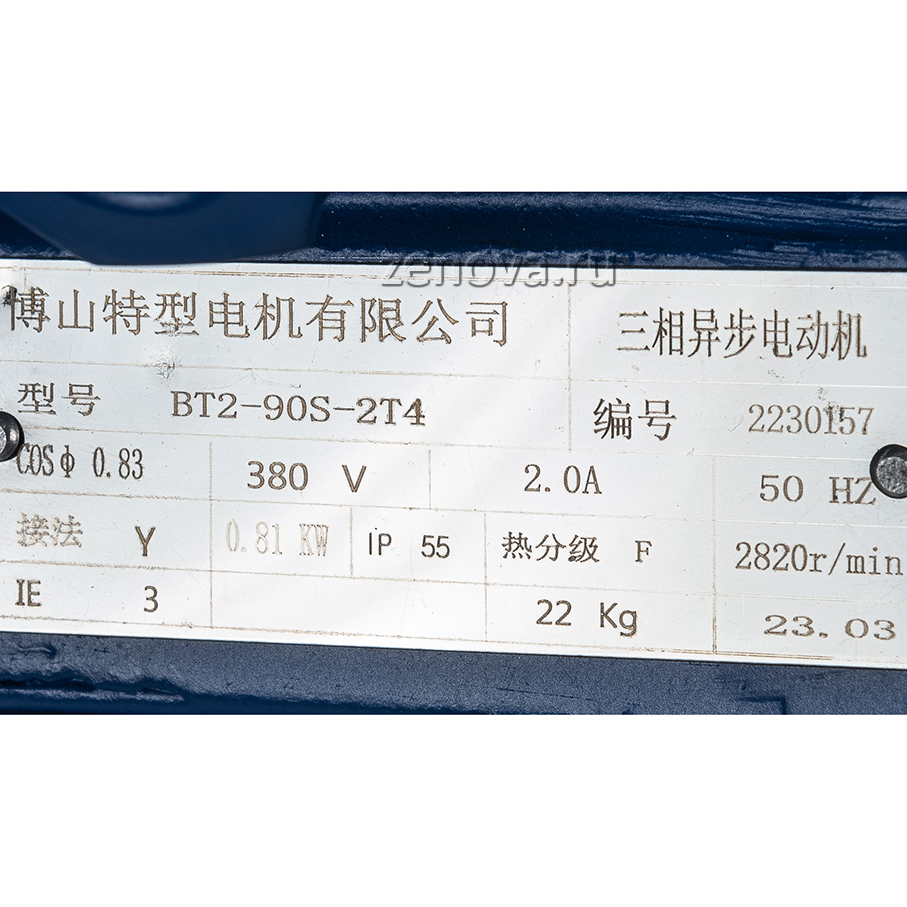 zenova.ru
zenova.ru
博山特型电机有限公司 三相异步电动机
型号 BT2-90S-2T4 编号 2230157
COSφ 0.83 380 V 2.0A 50 HZ
接法 Y 0.81 KW IP 55 热分级 F 2820r/min
IE 3 22 Kg 23.03